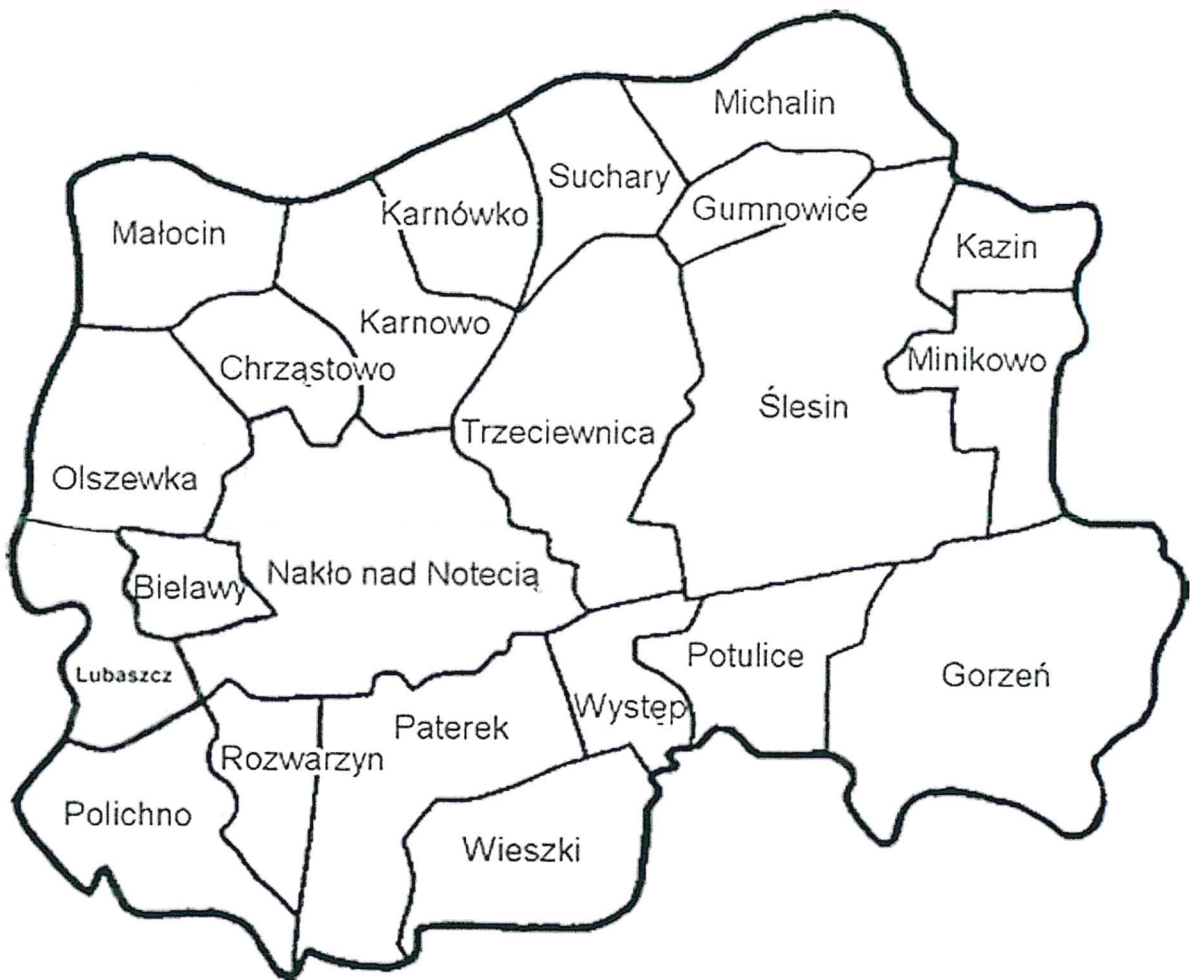 Michalin
Suchary
Karnówko
Gumnowice
Małocin
Kazin
Karnowo
Chrząstowo
Minikowo
Ślesin
Trzeciewnica
Olszewka
Bielawy
Nakło nad Notecią
Lubaszcz
Potulice
Gorzeń
Występ
Paterek
Rozwarzyn
Polichno
Wieszki